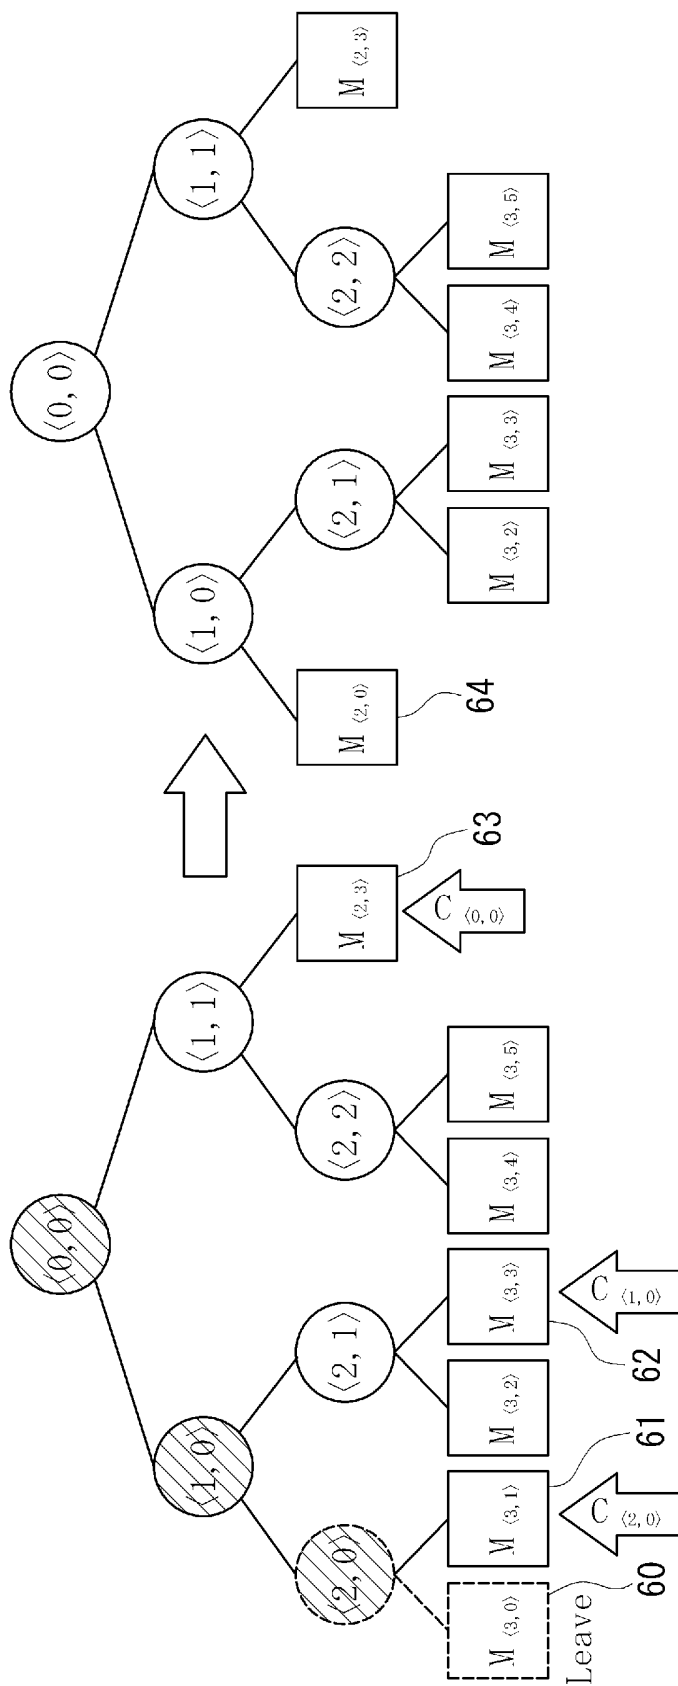 ⟨0,0⟩
⟨1,0⟩
⟨1,1⟩
⟨2,0⟩
⟨2,1⟩
⟨2,2⟩
M⟨2,3⟩
63
M⟨3,0⟩
M⟨3,1⟩
M⟨3,2⟩
M⟨3,3⟩
M⟨3,4⟩
M⟨3,5⟩
C⟨0,0⟩
Leave
60
61
62
C⟨2,0⟩
C⟨1,0⟩
⟨0,0⟩
⟨1,0⟩
⟨1,1⟩
M⟨2,0⟩
⟨2,1⟩
⟨2,2⟩
M⟨2,3⟩
64
M⟨3,2⟩
M⟨3,3⟩
M⟨3,4⟩
M⟨3,5⟩